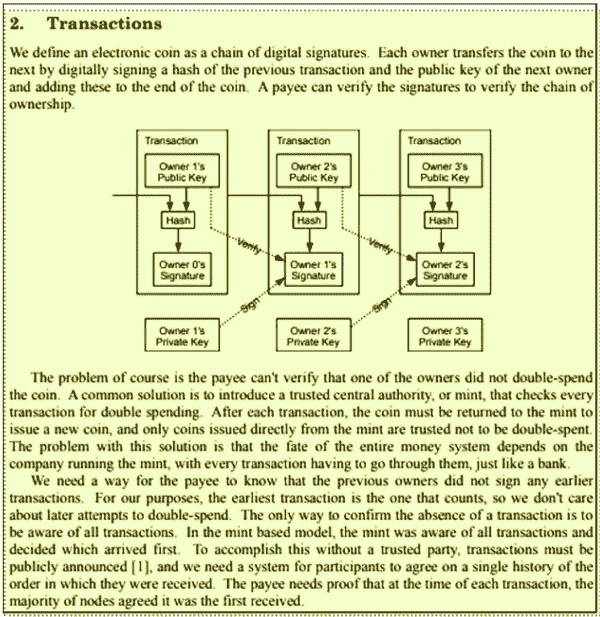 2. Transactions
We define an electronic coin as a chain of digital signatures. Each owner transfers the coin to the
next by digitally signing a hash of the previous transaction and the public key of the next owner
and adding these to the end of the coin. A payee can verify the signatures to verify the chain of
ownership.
Transaction Transaction Transaction
Owner 1's Owner 2's Owner 3's
Public Key Public Key Public Key
Hash Hash Hash
Verify Verify
Owner 0's Owner 1's Owner 2's
Signature Signature Signature
Sign Sign
Owner 1's Owner 2's Owner 3's
Private Key Private Key Private Key
The problem of course is the payee can't verify that one of the owners did not double-spend
the coin. A common solution is to introduce a trusted central authority, or mint, that checks every
transaction for double spending. After each transaction, the coin must be returned to the mint to
issue a new coin, and only coins issued directly from the mint are trusted not to be double-spent.
The problem with this solution is that the fate of the entire money system depends on the
company running the mint, with every transaction having to go through them, just like a bank.
We need a way for the payee to know that the previous owners did not sign any earlier
transactions. For our purposes, the earliest transaction is the one that counts, so we don't care
about later attempts to double-spend. The only way to confirm the absence of a transaction is to
be aware of all transactions. In the mint based model, the mint was aware of all transactions and
decided which arrived first. To accomplish this without a trusted party, transactions must be
publicly announced [1], and we need a system for participants to agree on a single history of the
order in which they were received. The payee needs proof that at the time of each transaction, the
majority of nodes agreed it was the first received.